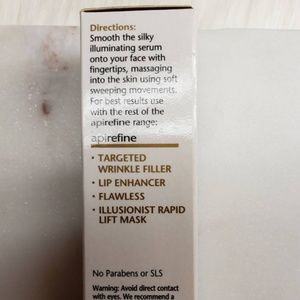 Directions:
Smooth the silky
illuminating serum
onto your face with
fingertips, massaging
into the skin using soft
sweeping movements.
For best results use
with the rest of the
apirefine range:
apirefine
• TARGETED
WRINKLE FILLER
• LIP ENHANCER
• FLAWLESS
• ILLUSIONIST RAPID
LIFT MASK
No Parabens or SLS
Warning: Avoid direct contact
with eyes. We recommend a